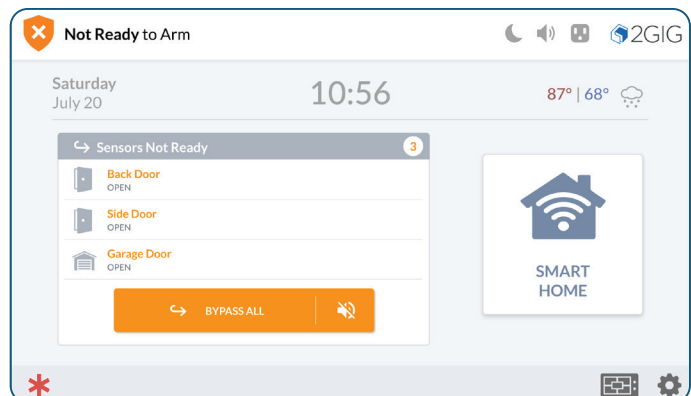 Not Ready to Arm
2GIG
Saturday
July 20
10:56
87° | 68°
Sensors Not Ready
3
Back Door
OPEN
Side Door
OPEN
Garage Door
OPEN
BYPASS ALL
SMART
HOME